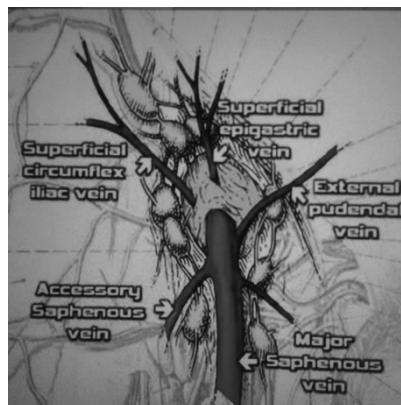 Superficial
epigastric
vein
Superficial
circumflex
iliac vein
External
pudendal
vein
Accessory
Saphenous
vein
Major
Saphenous
vein